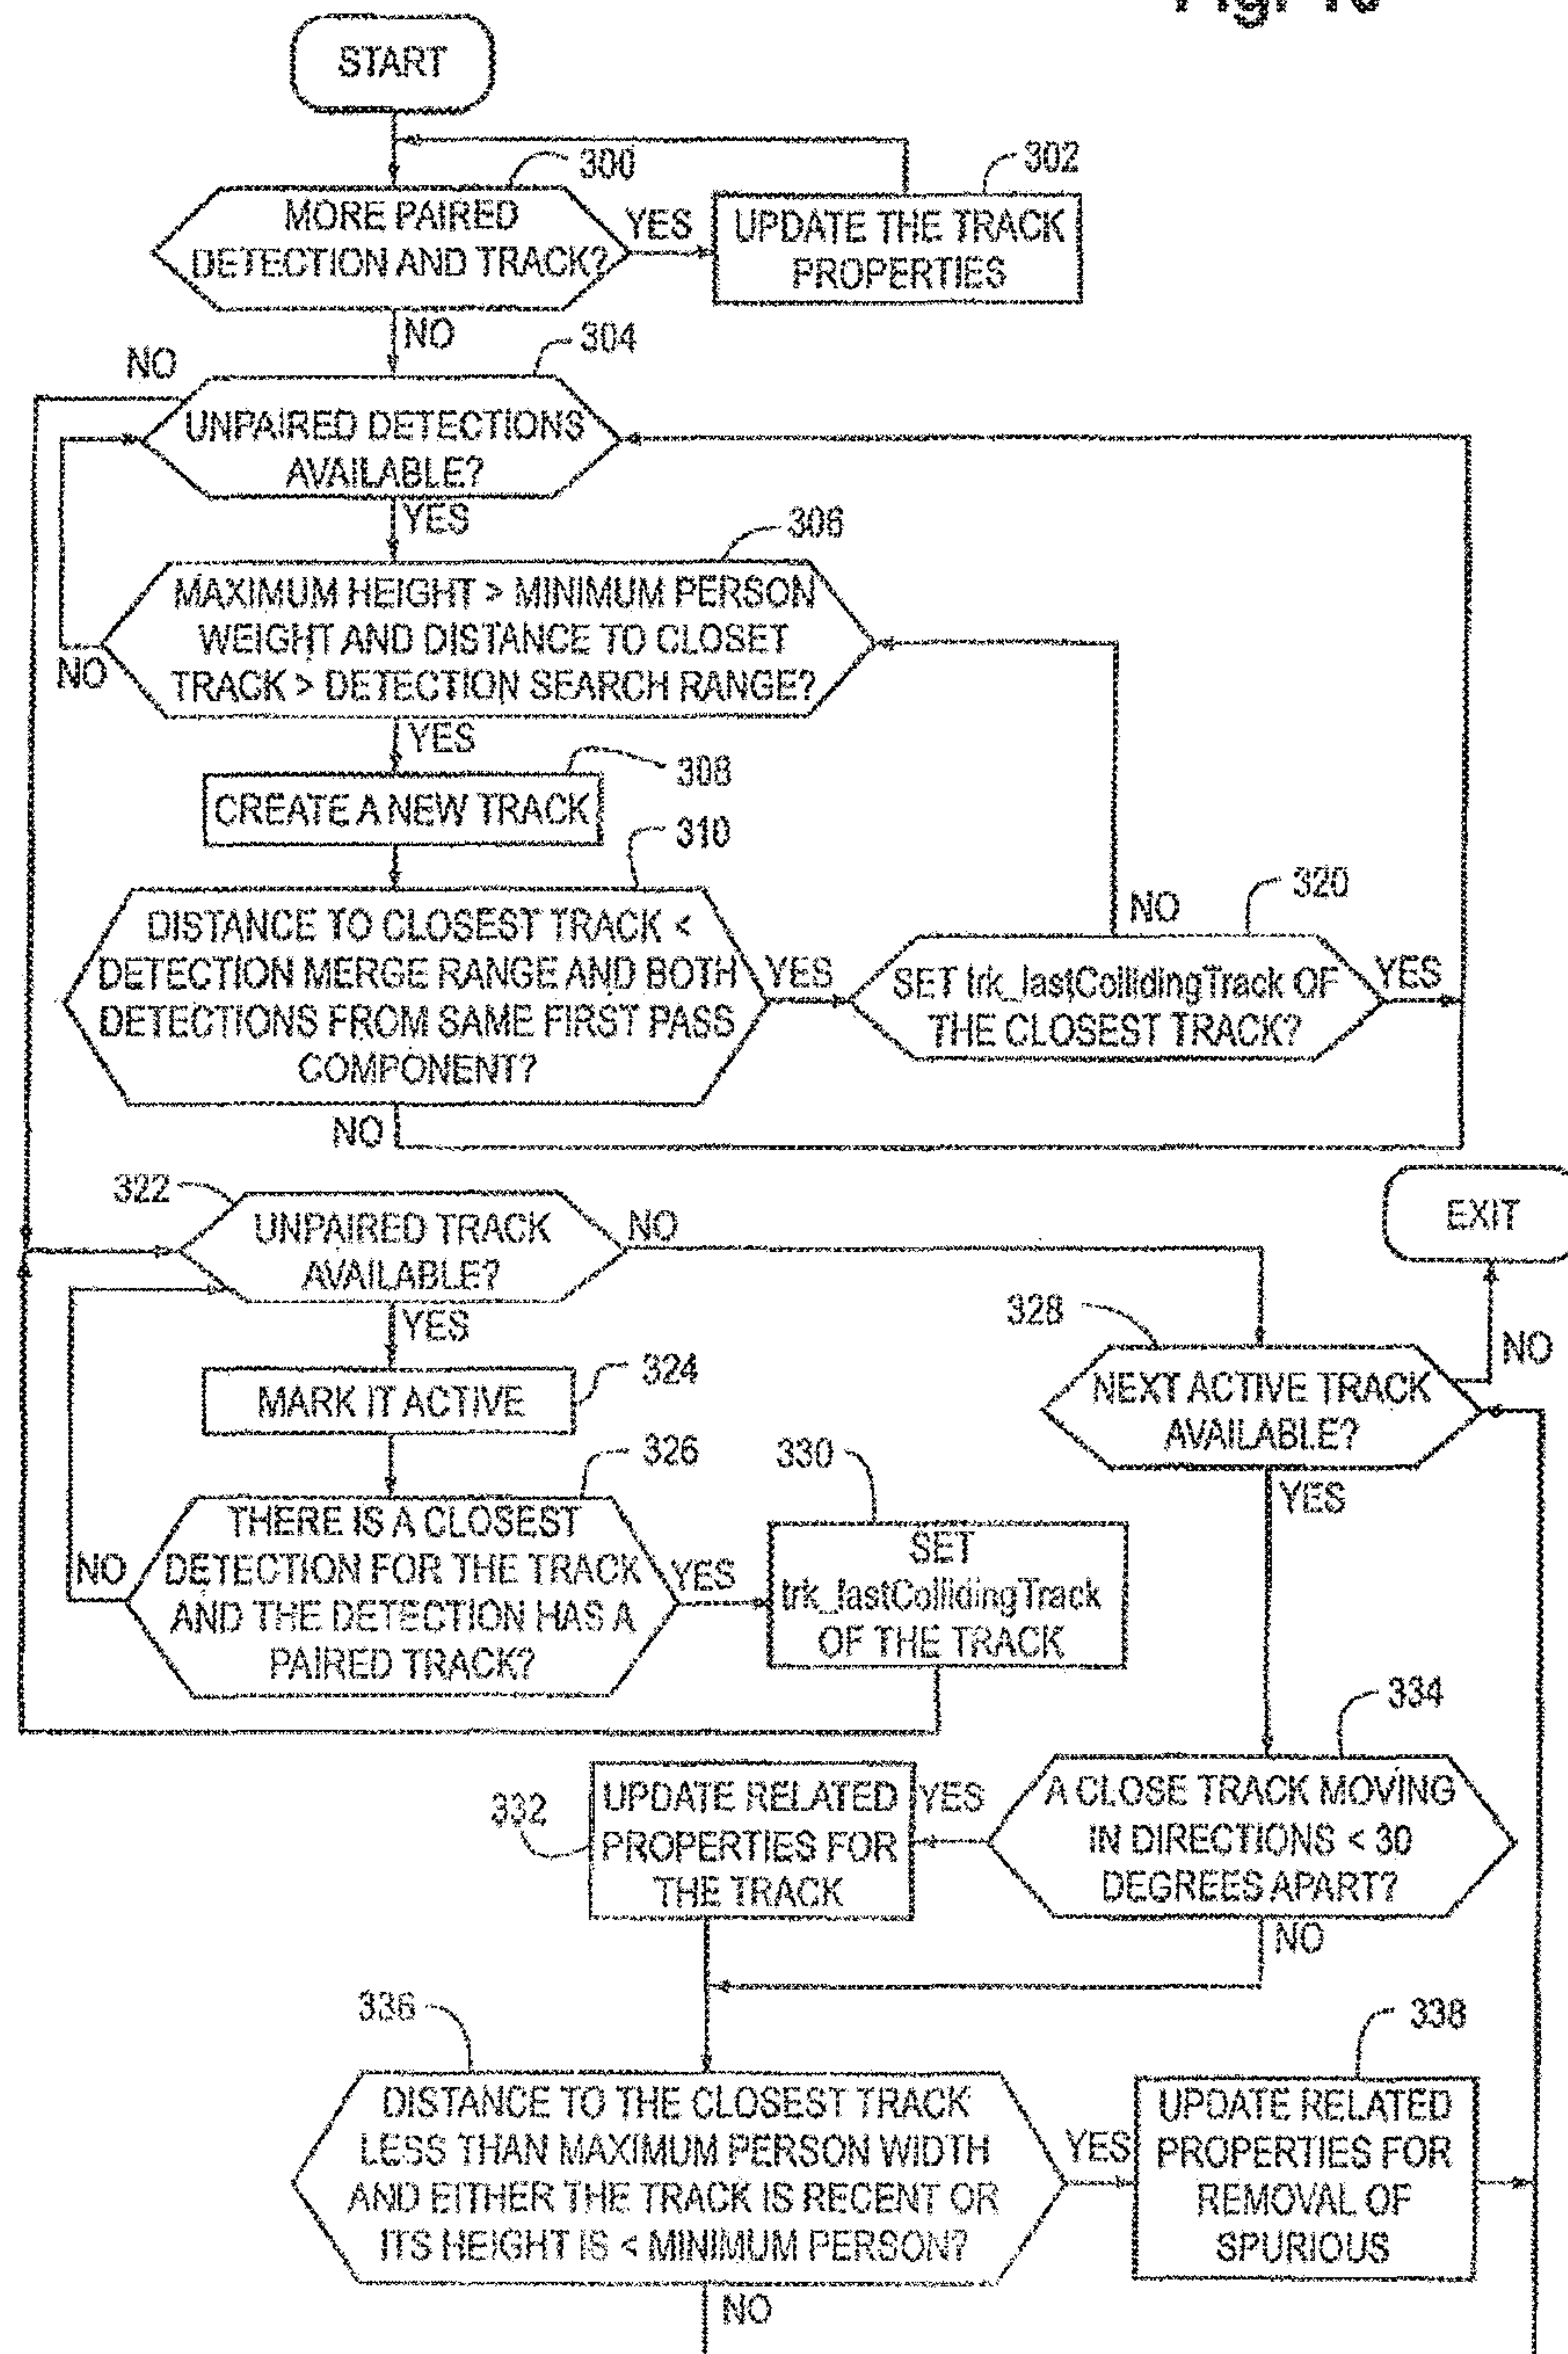 START
300
302
MORE PAIRED
DETECTION AND TRACK?
YES
UPDATE THE TRACK
PROPERTIES
NO
304
NO
UNPAIRED DETECTIONS
AVAILABLE?
YES
306
MAXIMUM HEIGHT > MINIMUM PERSON
WEIGHT AND DISTANCE TO CLOSET
TRACK > DETECTION SEARCH RANGE?
NO
YES
308
CREATE A NEW TRACK
310
DISTANCE TO CLOSEST TRACK <
DETECTION MERGE RANGE AND BOTH
DETECTIONS FROM SAME FIRST PASS
COMPONENT?
YES
NO
320
SET trk_lastCollidingTrack OF
THE CLOSEST TRACK?
YES
NO
322
UNPAIRED TRACK
AVAILABLE?
NO
EXIT
YES
328
NO
NEXT ACTIVE TRACK
AVAILABLE?
324
MARK IT ACTIVE
326
330
YES
THERE IS A CLOSEST
DETECTION FOR THE TRACK
AND THE DETECTION HAS A
PAIRED TRACK?
NO
YES
SET
trk_lastCollidingTrack
OF THE TRACK
334
332
UPDATE RELATED
PROPERTIES FOR
THE TRACK
YES
A CLOSE TRACK MOVING
IN DIRECTIONS < 30
DEGREES APART?
NO
336
338
DISTANCE TO THE CLOSEST TRACK
LESS THAN MAXIMUM PERSON WIDTH
AND EITHER THE TRACK IS RECENT OR
ITS HEIGHT IS < MINIMUM PERSON?
YES
UPDATE RELATED
PROPERTIES FOR
REMOVAL OF
SPURIOUS
NO